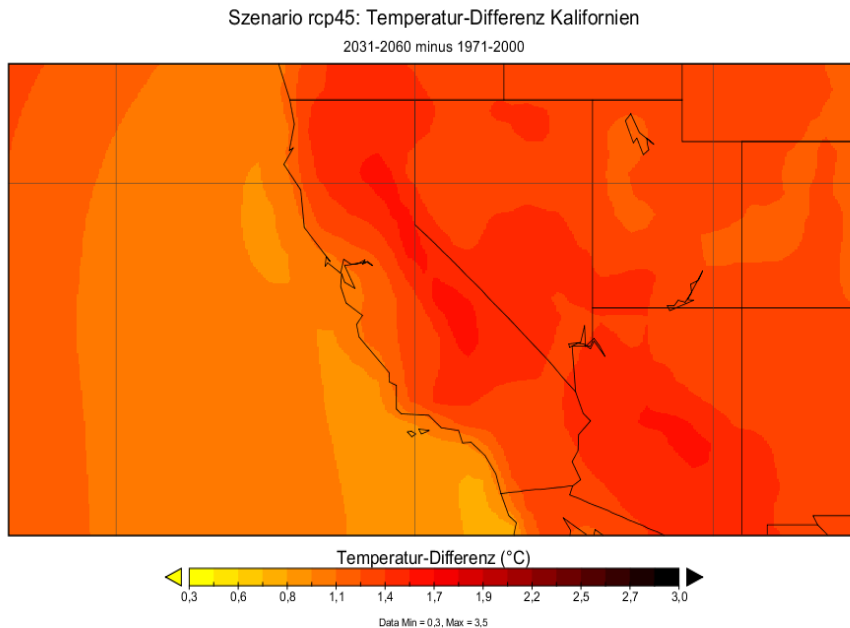 Szenario rcp45: Temperatur-Differenz Kalifornien
2031-2060 minus 1971-2000
Temperatur-Differenz (°C)
0,3 0,6 0,8 1,1 1,4 1,7 1,9 2,2 2,5 2,7 3,0
Data Min = 0,3, Max = 3,5